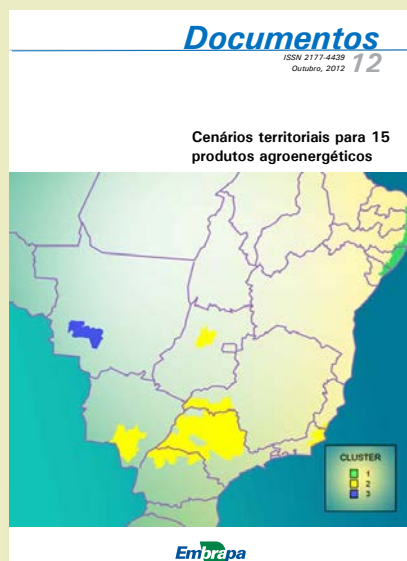 Documentos
ISSN 2177-4439
Outubro, 2012
12
Cenários territoriais para 15
produtos agroenergéticos
CLUSTER
1
2
3
Embrapa